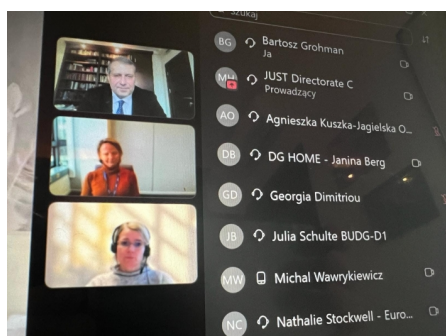 Szukaj
BG
Bartosz Grohman
Ja
MH
JUST Directorate C
Prowadzący
AO
Agnieszka Kuszka-Jagielska O...
DB
DG HOME - Janina Berg
GD
Georgia Dimitriou
JB
Julia Schulte BUDG-D1
MW
Michal Wawrykiewicz
NC
Nathalie Stockwell - Euro...